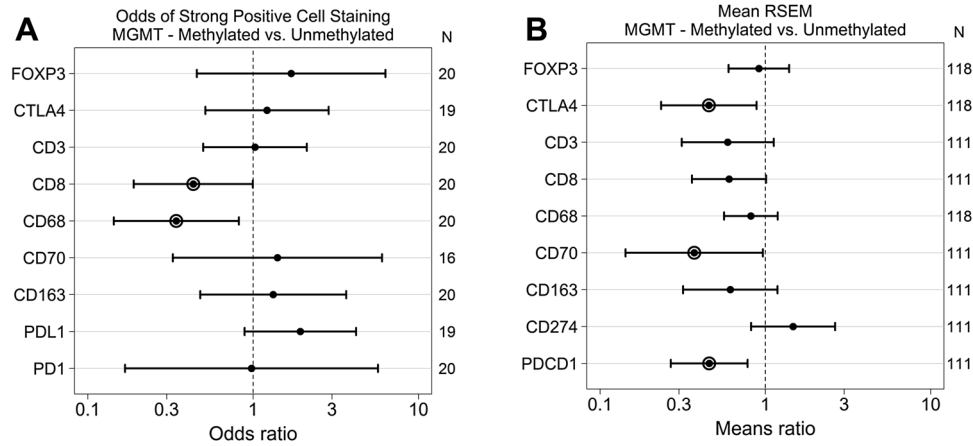 A
Odds of Strong Positive Cell Staining
MGMT - Methylated vs. Unmethylated
N
FOXP3 20
CTLA4 19
CD3 20
CD8 20
CD68 20
CD70 16
CD163 20
PDL1 19
PD1 20
0.1 0.3 1 3 10
Odds ratio
B
Mean RSEM
MGMT - Methylated vs. Unmethylated
N
FOXP3 118
CTLA4 118
CD3 111
CD8 111
CD68 118
CD70 111
CD163 111
CD274 111
PDCD1 111
0.1 0.3 1 3 10
Means ratio